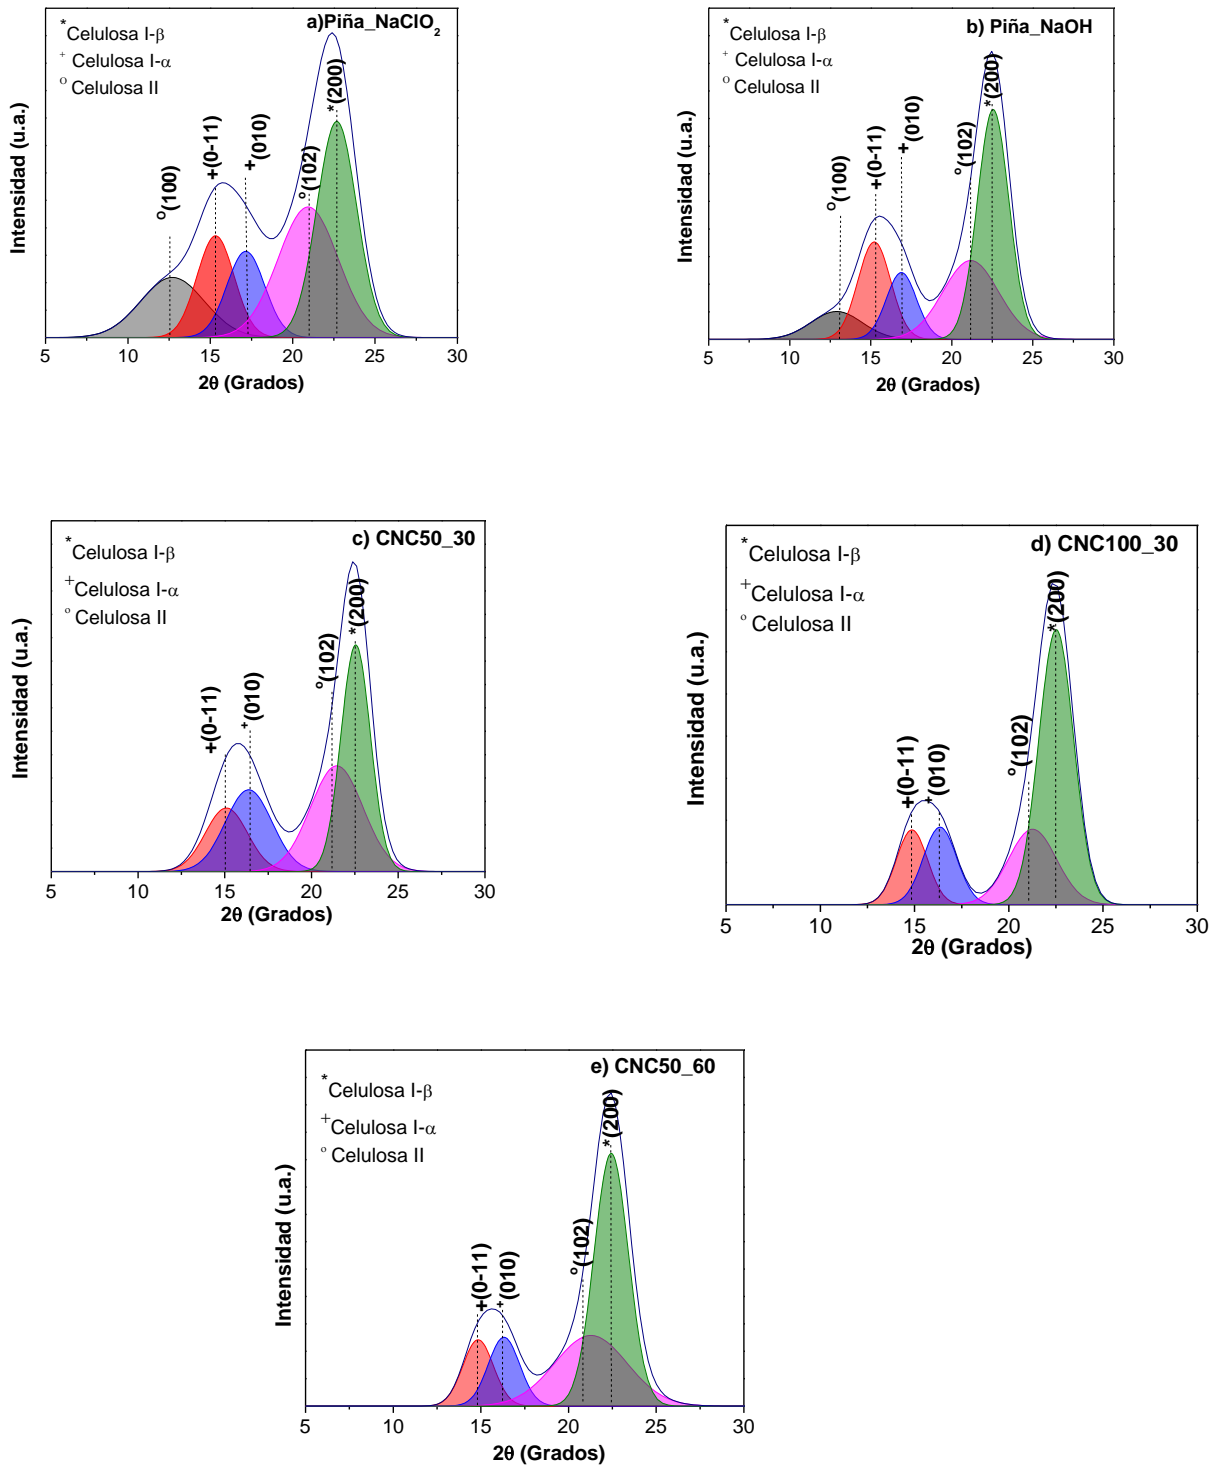 a)Piña_NaClO2
*Celulosa I-β
+ Celulosa I-α
o Celulosa II
o(100)
+(0-11)
+(010)
o(102)
*(200)
Intensidad (u.a.)
5 10 15 20 25 30
2θ (Grados)
b) Piña_NaOH
*Celulosa I-β
+ Celulosa I-α
o Celulosa II
o(100)
+(0-11)
+(010)
o(102)
*(200)
Intensidad (u.a.)
5 10 15 20 25 30
2θ (Grados)
c) CNC50_30
*Celulosa I-β
+Celulosa I-α
o Celulosa II
+(0-11)
+(010)
o(102)
*(200)
Intensidad (u.a.)
5 10 15 20 25 30
2θ (Grados)
d) CNC100_30
*Celulosa I-β
+Celulosa I-α
o Celulosa II
+(0-11)
+(010)
o(102)
*(200)
Intensidad (u.a.)
5 10 15 20 25 30
2θ (Grados)
e) CNC50_60
*Celulosa I-β
+Celulosa I-α
o Celulosa II
+(0-11)
+(010)
o(102)
*(200)
Intensidad (u.a.)
5 10 15 20 25 30
2θ (Grados)